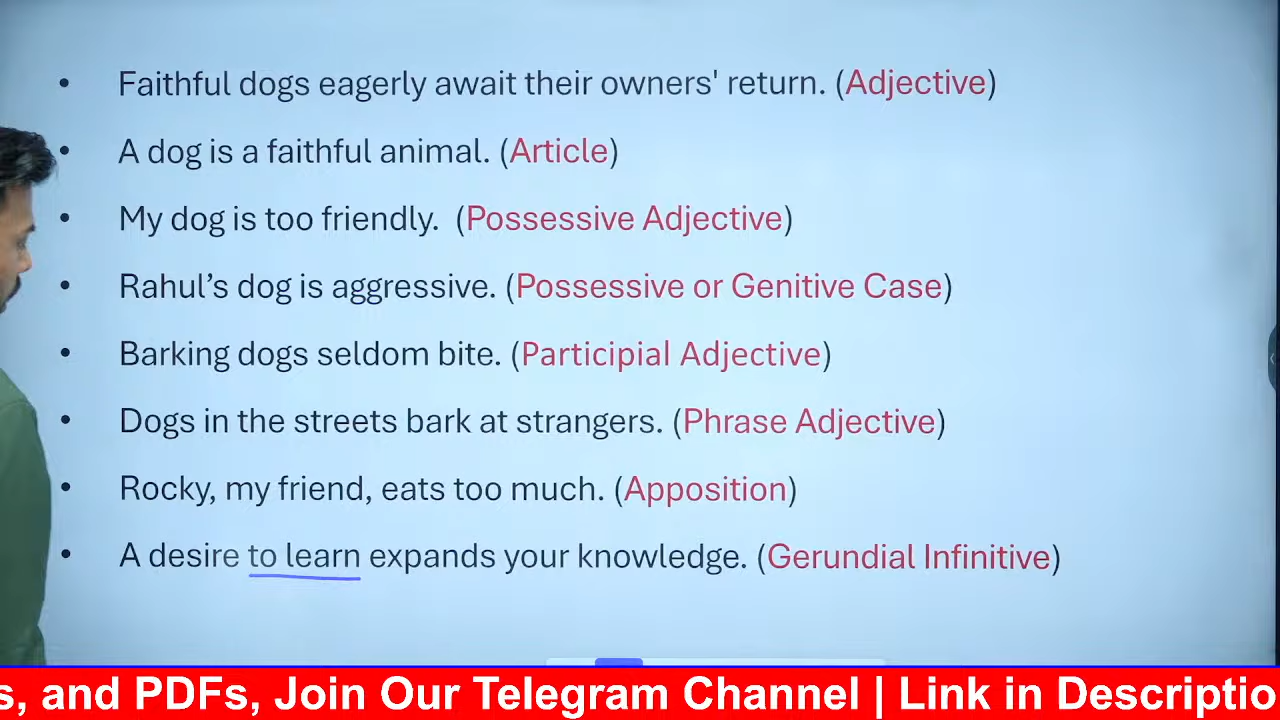 • Faithful dogs eagerly await their owners' return. (Adjective)
• A dog is a faithful animal. (Article)
• My dog is too friendly. (Possessive Adjective)
• Rahul’s dog is aggressive. (Possessive or Genitive Case)
• Barking dogs seldom bite. (Participial Adjective)
• Dogs in the streets bark at strangers. (Phrase Adjective)
• Rocky, my friend, eats too much. (Apposition)
• A desire to learn expands your knowledge. (Gerundial Infinitive)
s, and PDFs, Join Our Telegram Channel | Link in Descriptio